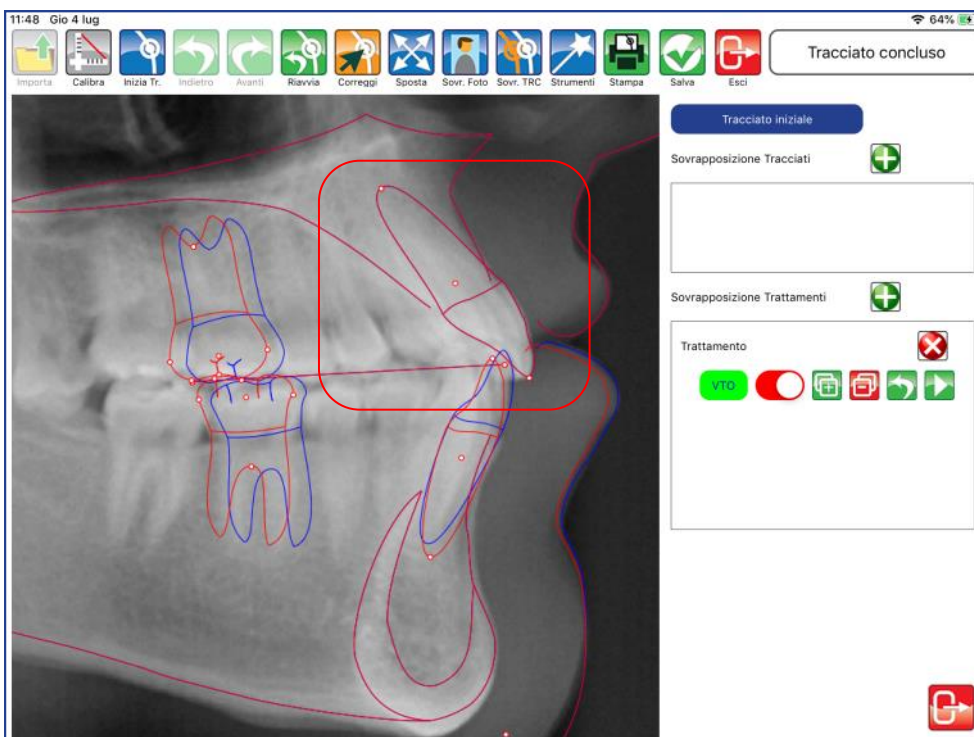 11:48 Gio 4 lug
64%
Importa Calibra Inizia Tr. Indietro Avanti Riavvia Correggi Sposta Sovr. Foto Sovr. TRC Strumenti Stampa Salva Esci
Tracciato concluso
Tracciato iniziale
Sovrapposizione Tracciati
Sovrapposizione Trattamenti
Trattamento
VTO